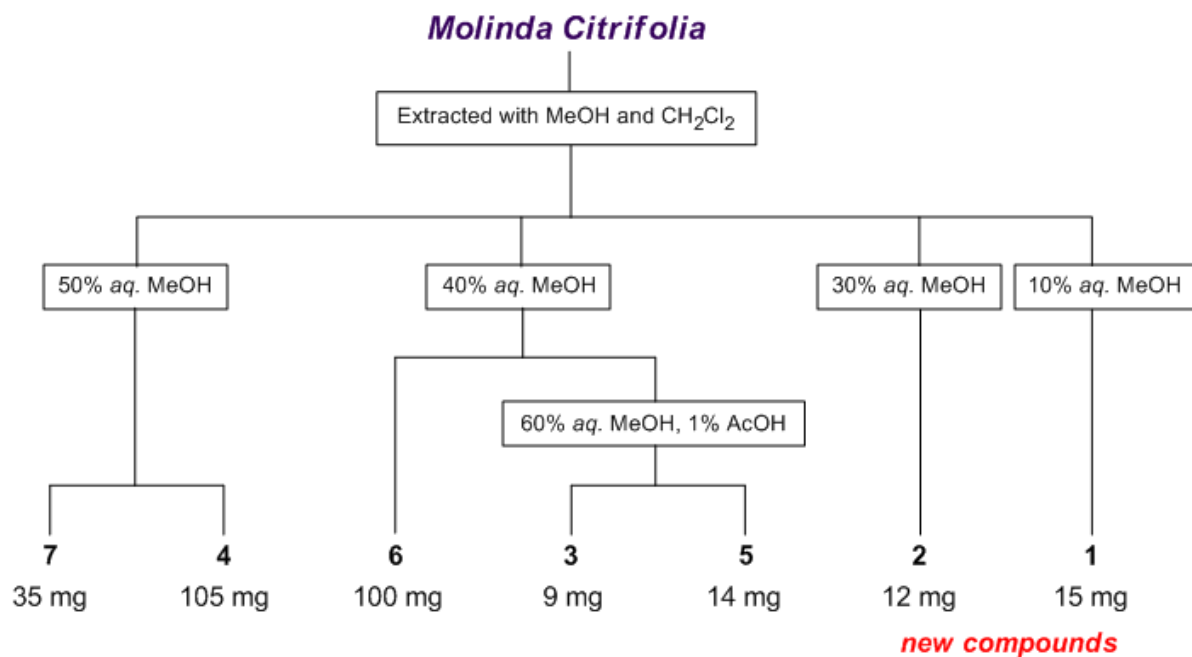 Molinda Citrifolia
Extracted with MeOH and CH₂Cl₂
50% aq. MeOH
40% aq. MeOH
30% aq. MeOH
10% aq. MeOH
60% aq. MeOH, 1% AcOH
7
4
6
3
5
2
1
35 mg
105 mg
100 mg
9 mg
14 mg
12 mg
15 mg
new compounds